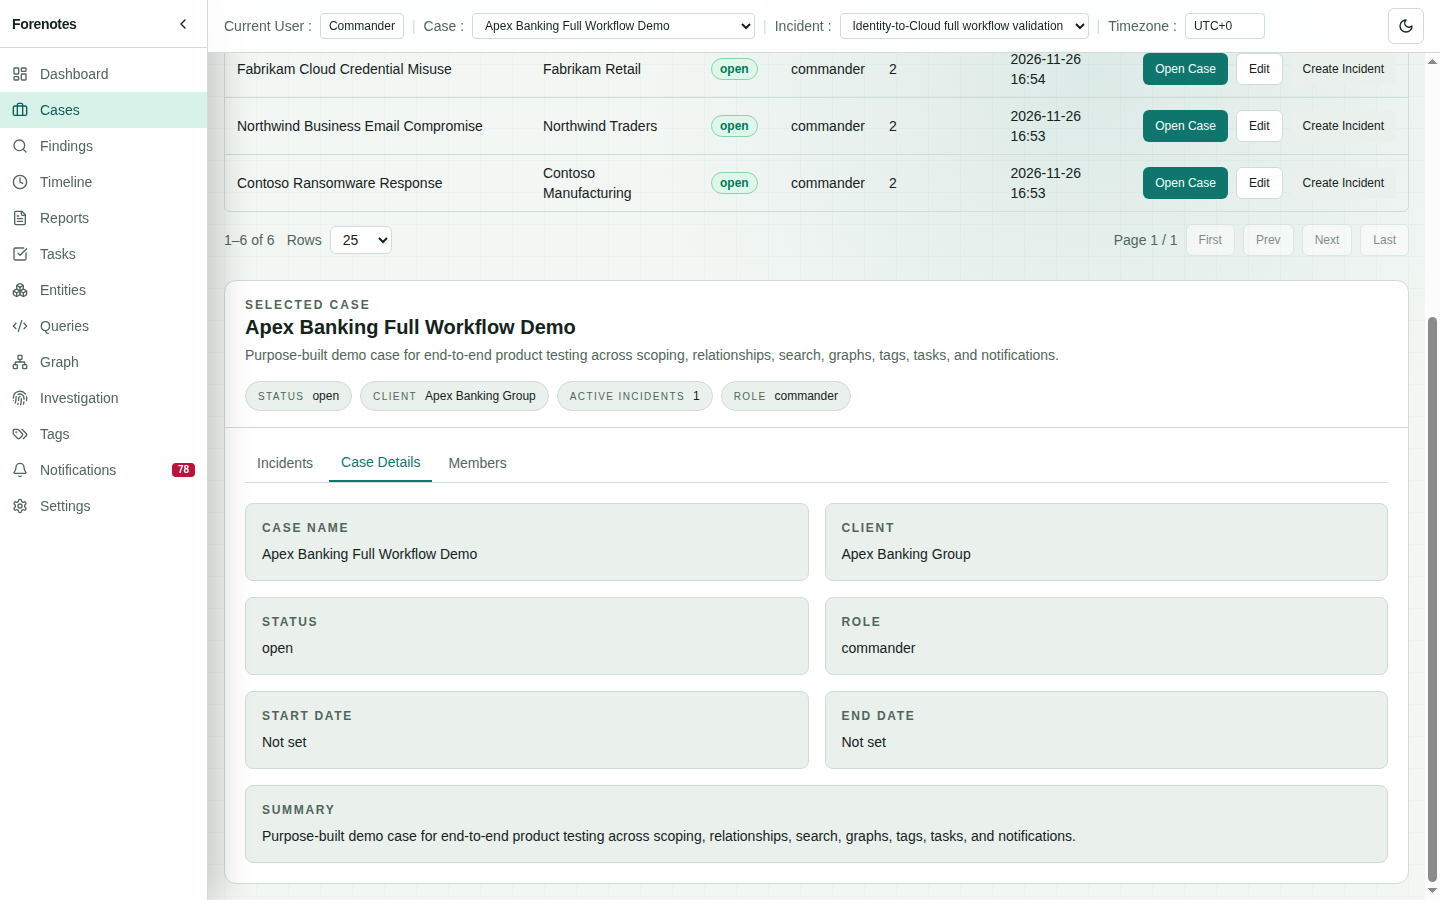 Forenotes
Current User :
Commander
|
Case :
Apex Banking Full Workflow Demo
|
Incident :
Identity-to-Cloud full workflow validation
|
Timezone :
UTC+0
Dashboard
Cases
Findings
Timeline
Reports
Tasks
Entities
Queries
Graph
Investigation
Tags
Notifications 78
Settings
Fabrikam Cloud Credential Misuse
Fabrikam Retail
open
commander
2
2026-11-26
16:54
Open Case
Edit
Create Incident
Northwind Business Email Compromise
Northwind Traders
open
commander
2
2026-11-26
16:53
Open Case
Edit
Create Incident
Contoso Ransomware Response
Contoso
Manufacturing
open
commander
2
2026-11-26
16:53
Open Case
Edit
Create Incident
1–6 of 6
Rows
25
Page 1 / 1
First
Prev
Next
Last
SELECTED CASE
Apex Banking Full Workflow Demo
Purpose-built demo case for end-to-end product testing across scoping, relationships, search, graphs, tags, tasks, and notifications.
STATUS open
CLIENT Apex Banking Group
ACTIVE INCIDENTS 1
ROLE commander
Incidents
Case Details
Members
CASE NAME
Apex Banking Full Workflow Demo
CLIENT
Apex Banking Group
STATUS
open
ROLE
commander
START DATE
Not set
END DATE
Not set
SUMMARY
Purpose-built demo case for end-to-end product testing across scoping, relationships, search, graphs, tags, tasks, and notifications.